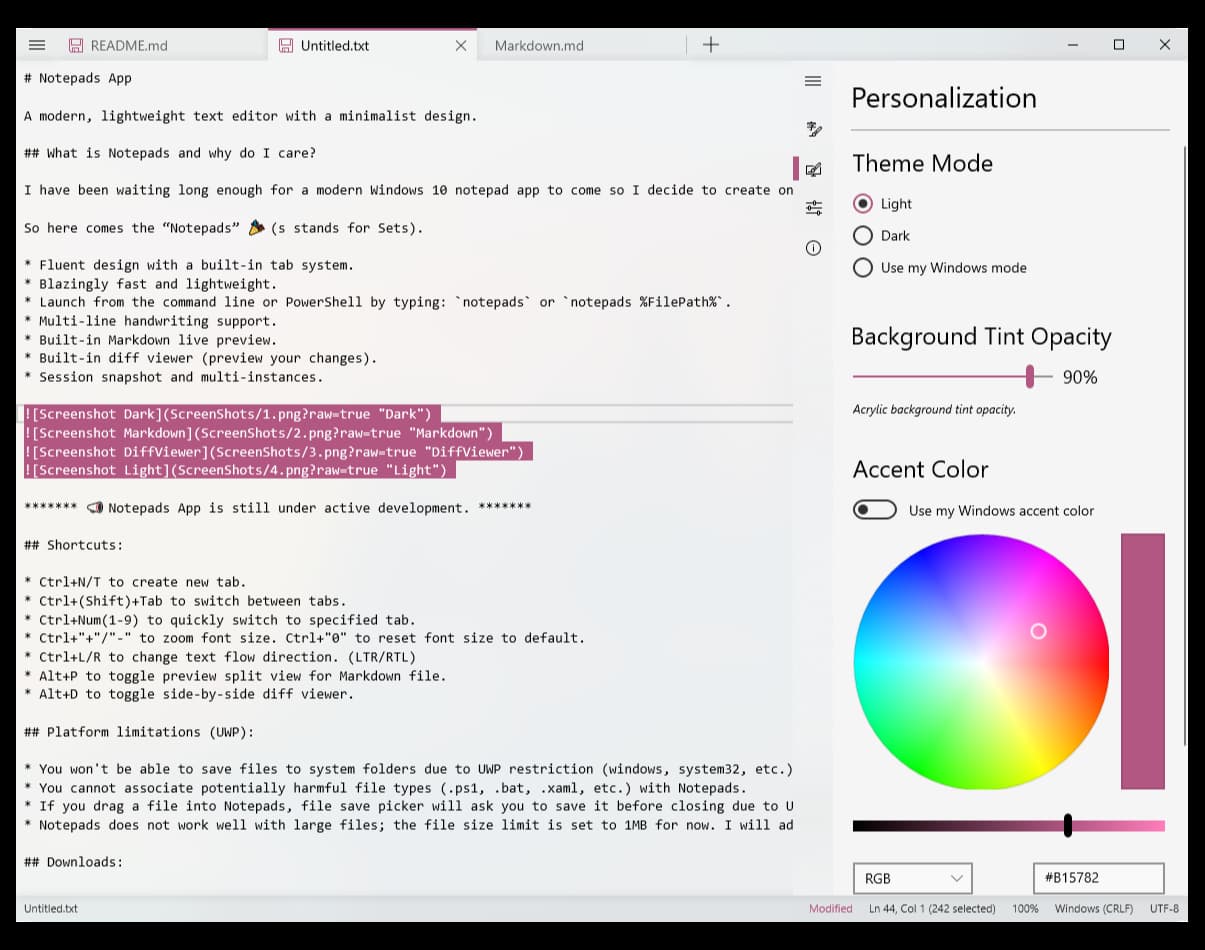 README.md
Untitled.txt
Markdown.md
# Notepads App
A modern, lightweight text editor with a minimalist design.
## What is Notepads and why do I care?
I have been waiting long enough for a modern Windows 10 notepad app to come so I decide to create on
So here comes the “Notepads” 🎉 (s stands for Sets).
* Fluent design with a built-in tab system.
* Blazingly fast and lightweight.
* Launch from the command line or PowerShell by typing: `notepads` or `notepads %FilePath%`.
* Multi-line handwriting support.
* Built-in Markdown live preview.
* Built-in diff viewer (preview your changes).
* Session snapshot and multi-instances.
![Screenshot Dark](ScreenShots/1.png?raw=true "Dark")
![Screenshot Markdown](ScreenShots/2.png?raw=true "Markdown")
![Screenshot DiffViewer](ScreenShots/3.png?raw=true "DiffViewer")
![Screenshot Light](ScreenShots/4.png?raw=true "Light")
******* 📢 Notepads App is still under active development. *******
## Shortcuts:
* Ctrl+N/T to create new tab.
* Ctrl+(Shift)+Tab to switch between tabs.
* Ctrl+Num(1-9) to quickly switch to specified tab.
* Ctrl+"+"/"-" to zoom font size. Ctrl+"0" to reset font size to default.
* Ctrl+L/R to change text flow direction. (LTR/RTL)
* Alt+P to toggle preview split view for Markdown file.
* Alt+D to toggle side-by-side diff viewer.
## Platform limitations (UWP):
* You won't be able to save files to system folders due to UWP restriction (windows, system32, etc.)
* You cannot associate potentially harmful file types (.ps1, .bat, .xaml, etc.) with Notepads.
* If you drag a file into Notepads, file save picker will ask you to save it before closing due to U
* Notepads does not work well with large files; the file size limit is set to 1MB for now. I will ad
## Downloads:
Personalization
Theme Mode
Light
Dark
Use my Windows mode
Background Tint Opacity
90%
Acrylic background tint opacity.
Accent Color
Use my Windows accent color
RGB
#B15782
Untitled.txt
Modified
Ln 44, Col 1 (242 selected)
100%
Windows (CRLF)
UTF-8